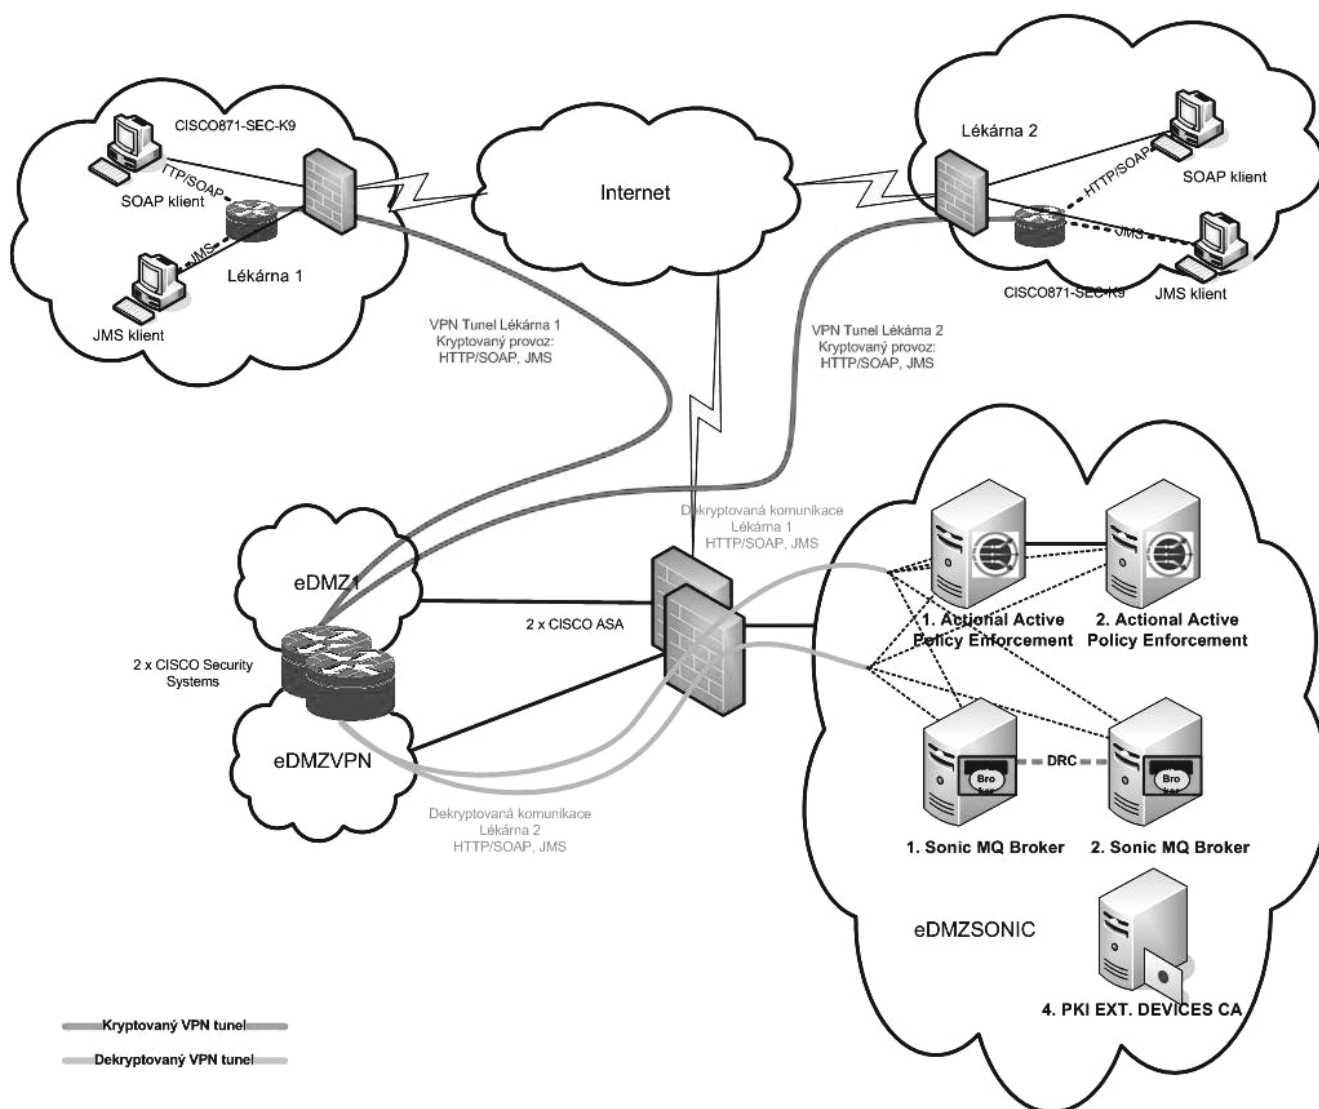 CISCO871-SEC-K9
TTP/SOAP
SOAP klient
JMS
Lékárna 1
JMS klient
Internet
Lékárna 2
HTTP/SOAP
SOAP klient
JMS
CISCO871-SEC-K9
JMS klient
VPN Tunel Lékárna 1
Kryptovaný provoz:
HTTP/SOAP, JMS
VPN Tunel Lékárna 2
Kryptovaný provoz:
HTTP/SOAP, JMS
Dekryptovaná komunikace
Lékárna 1
HTTP/SOAP, JMS
eDMZ1
2 x CISCO ASA
2 x CISCO Security
Systems
eDMZVPN
Dekryptovaná komunikace
Lékárna 2
HTTP/SOAP, JMS
1. Actional Active
Policy Enforcement
2. Actional Active
Policy Enforcement
DRC
Bro
ker
Bro
ker
1. Sonic MQ Broker
2. Sonic MQ Broker
eDMZSONIC
4. PKI EXT. DEVICES CA
Kryptovaný VPN tunel
Dekryptovaný VPN tunel